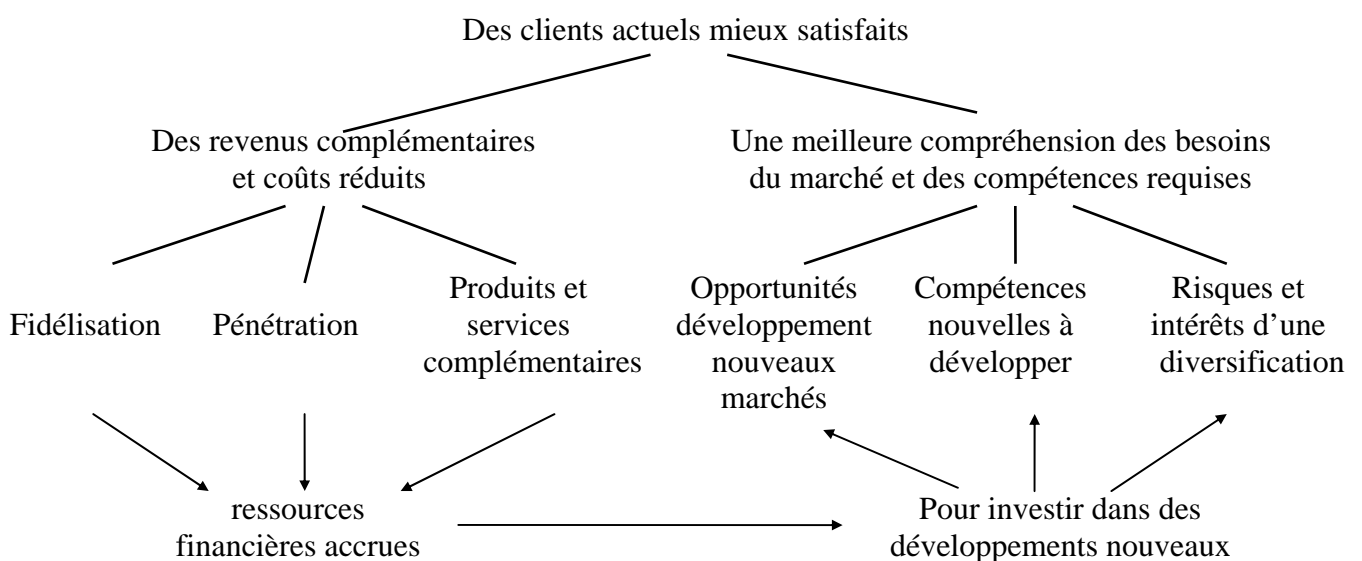 Des clients actuels mieux satisfaits
Des revenus complémentaires
et coûts réduits
Une meilleure compréhension des besoins
du marché et des compétences requises
Fidélisation
Pénétration
Produits et
services
complémentaires
Opportunités
développement
nouveaux
marchés
Compétences
nouvelles à
développer
Risques et
intérêts d’une
diversification
ressources
financières accrues
Pour investir dans des
développements nouveaux